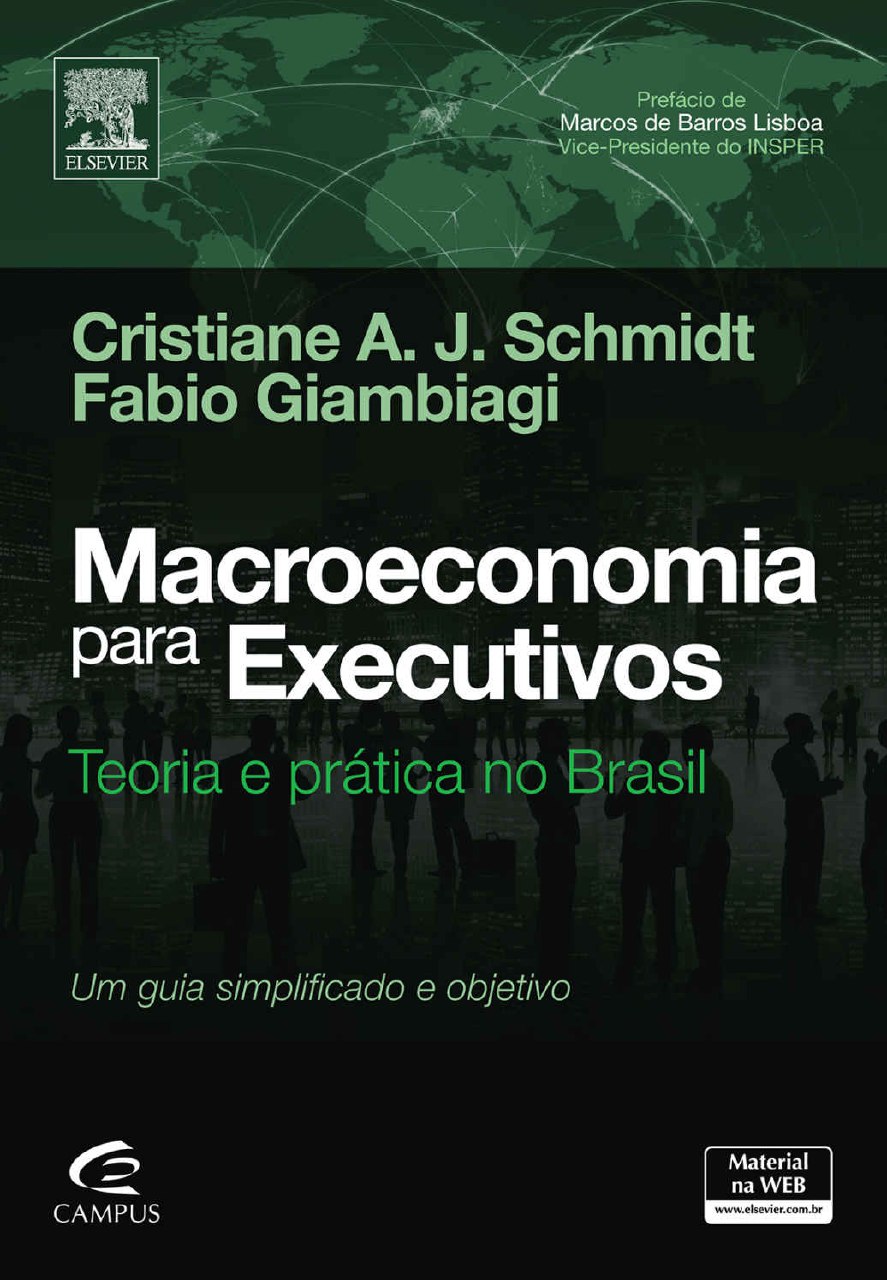 ELSEVIER
Prefácio de
Marcos de Barros Lisboa
Vice-Presidente do INSPER
Cristiane A. J. Schmidt
Fabio Giambiagi
Macroeconomia
para Executivos
Teoria e prática no Brasil
Um guia simplificado e objetivo
CAMPUS
Material
na WEB
www.elsevier.com.br